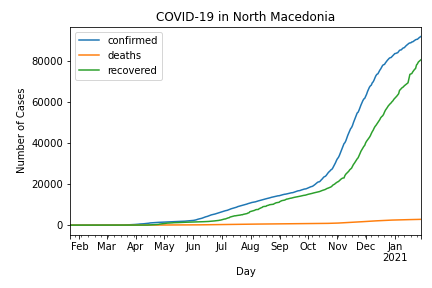 COVID-19 in North Macedonia
confirmed
deaths
recovered
Number of Cases
80000
60000
40000
20000
0
Feb Mar Apr May Jun Jul Aug Sep Oct Nov Dec Jan
2021
Day